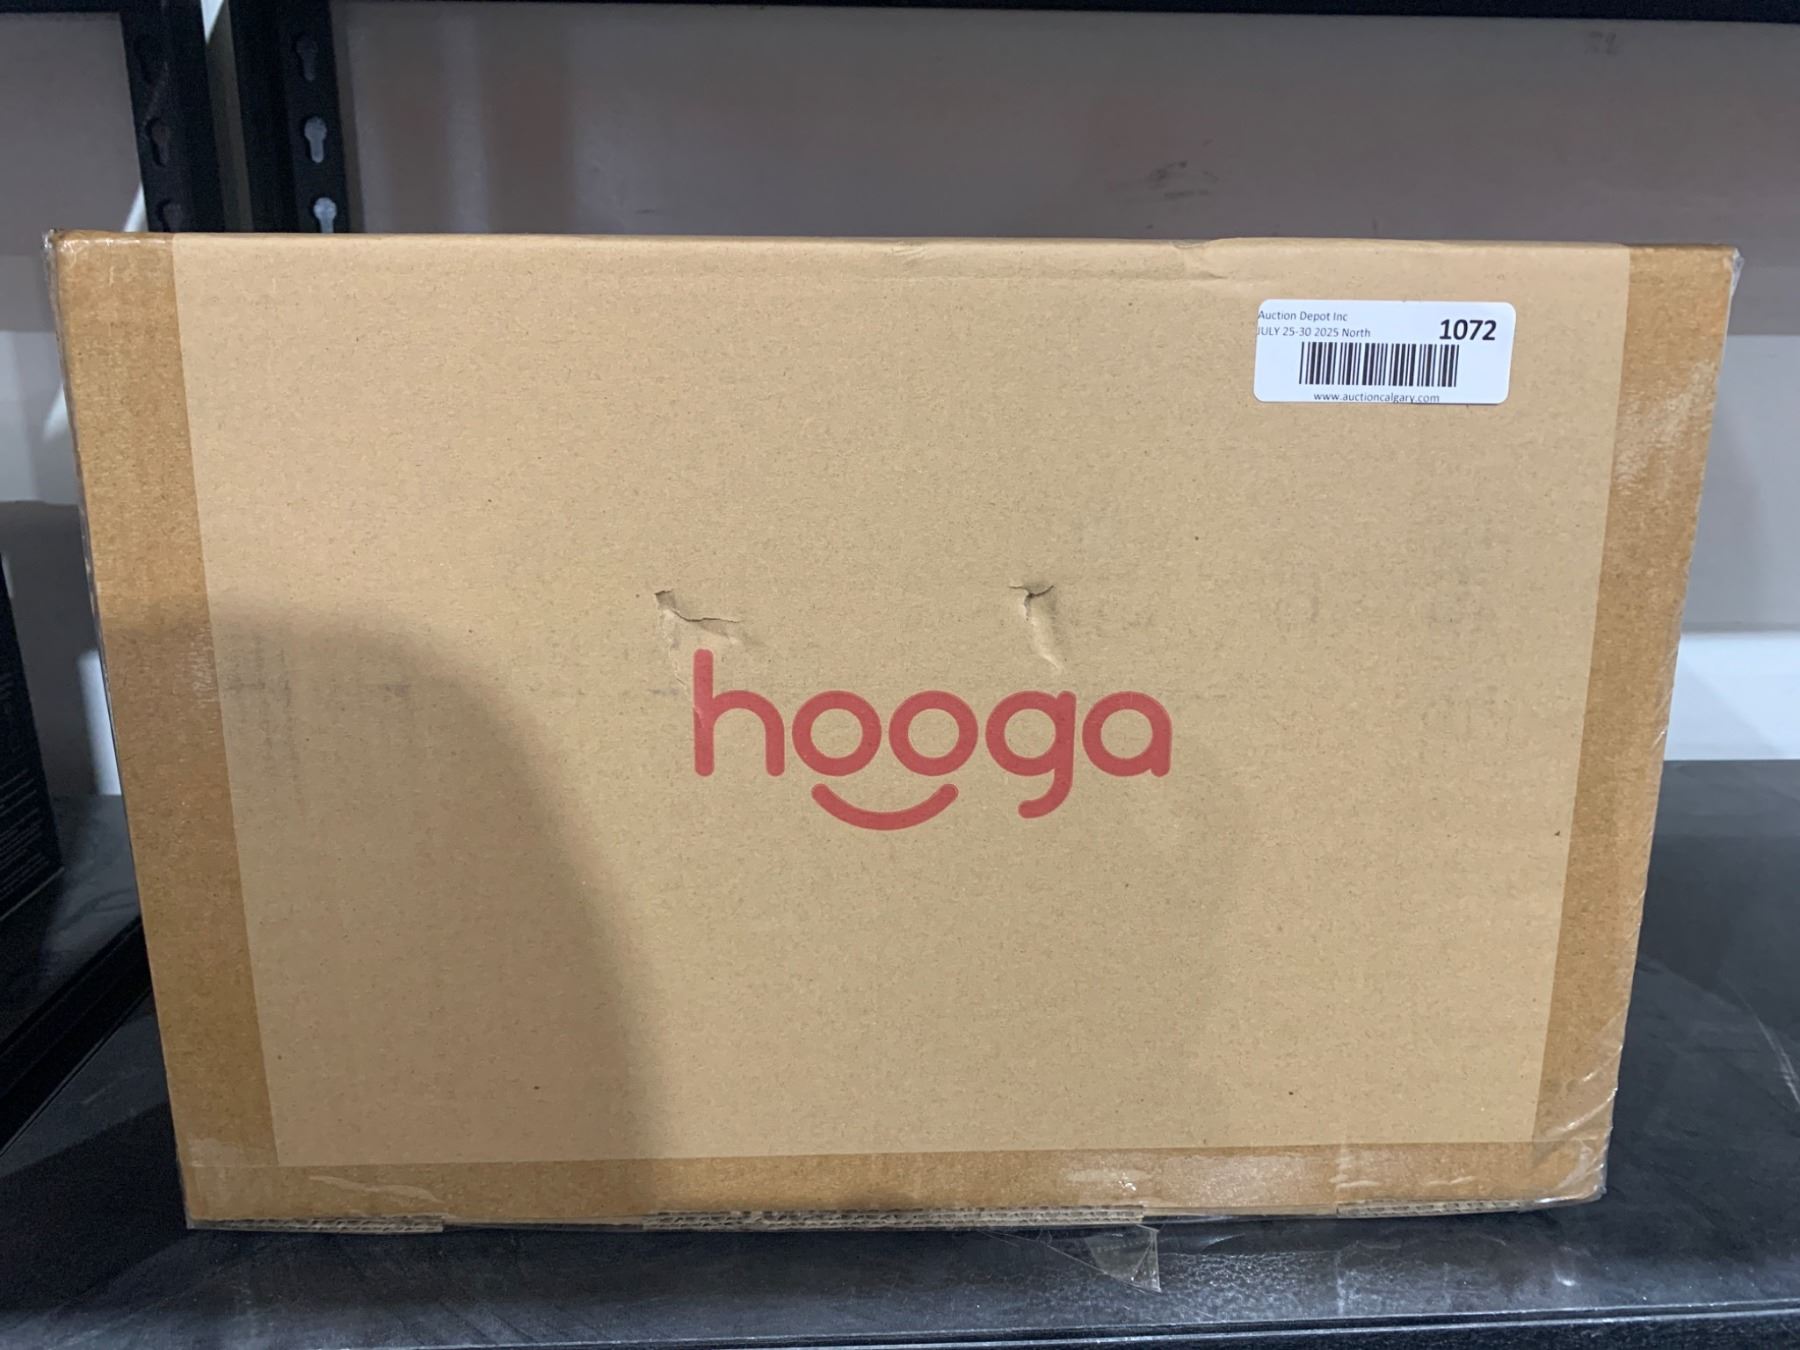 Auction Depot Inc
JULY 25-30 2025 North
1072
www.auctioncalgary.com
hooga